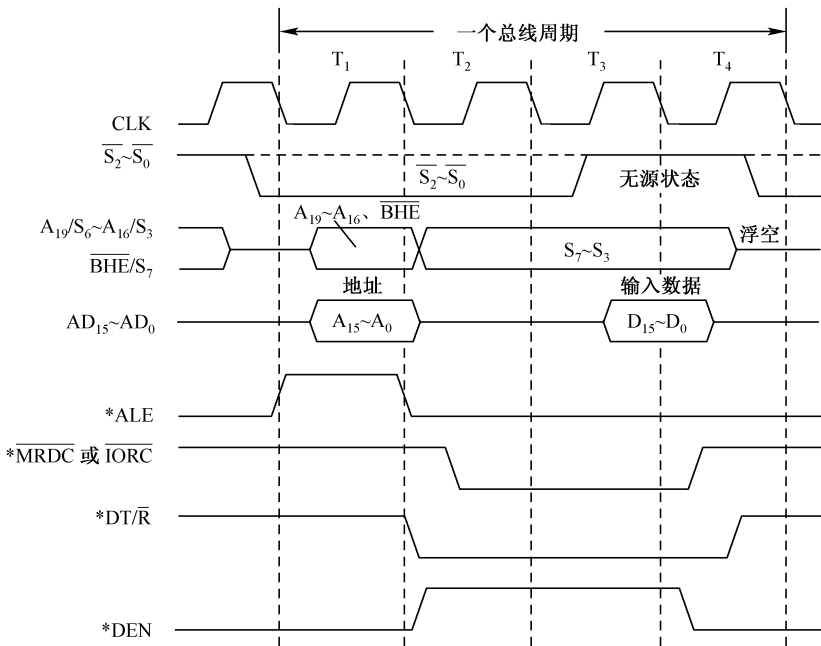 一个总线周期
T₁ T₂ T₃ T₄
CLK
S̅₂~S̅₀
S̅₂~S̅₀ 无源状态
A₁₉~A₁₆、B̅H̅E̅
A₁₉/S₆~A₁₆/S₃
浮空
S₇~S₃
B̅H̅E̅/S₇
地址 输入数据
AD₁₅~AD₀ A₁₅~A₀ D₁₅~D₀
*ALE
*M̅R̅D̅C̅ 或 I̅O̅R̅C̅
*DT/R̅
*DEN